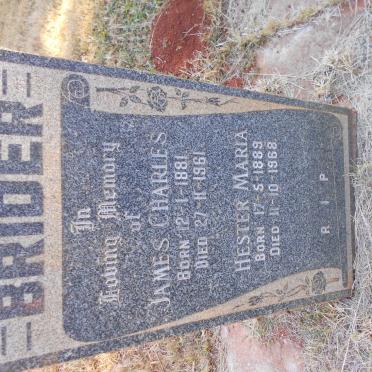 BRIDER
In
Loving Memory
of
JAMES CHARLES
BORN 12-1-1881.
DIED 27-11-1961.
HESTER MARIA
BORN 17-5-1889
DIED 11-10-1968.
R I P